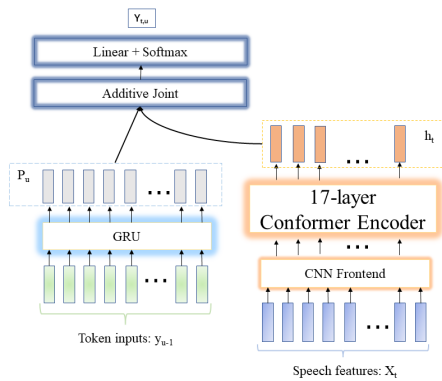 Y_{t,u}
Linear + Softmax
Additive Joint
P_u
h_t
...
17-layer
Conformer Encoder
GRU
...
CNN Frontend
...
...
Token inputs: y_{u-1}
...
Speech features: X_t